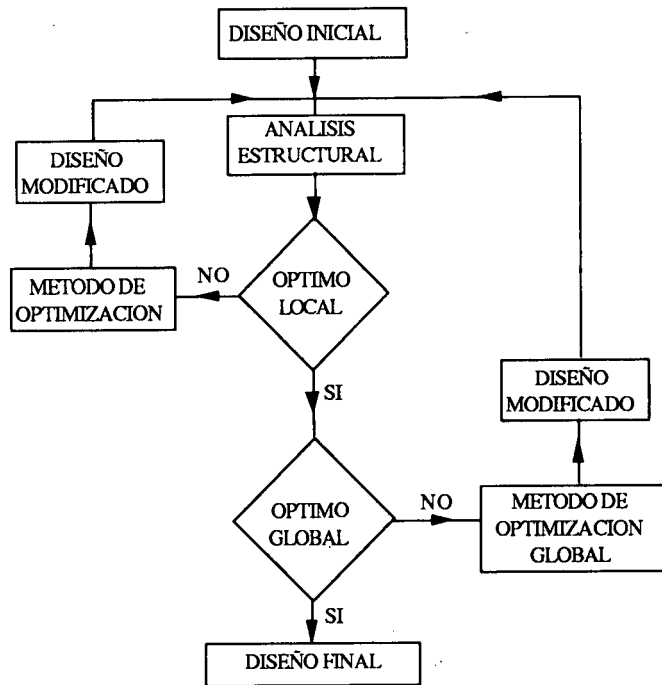 DISEÑO INICIAL
ANALISIS
ESTRUCTURAL
DISEÑO
MODIFICADO
NO
METODO DE
OPTIMIZACION
OPTIMO
LOCAL
SI
DISEÑO
MODIFICADO
OPTIMO
GLOBAL
NO
METODO DE
OPTIMIZACION
GLOBAL
SI
DISEÑO FINAL